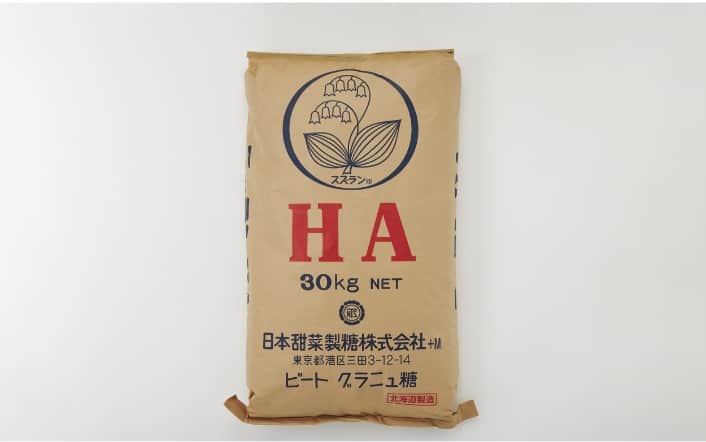 スズラン印
HA
30kg NET
日本甜菜製糖株式会社+M
東京都港区三田3-12-14
ビート グラニュ糖
北海道製造